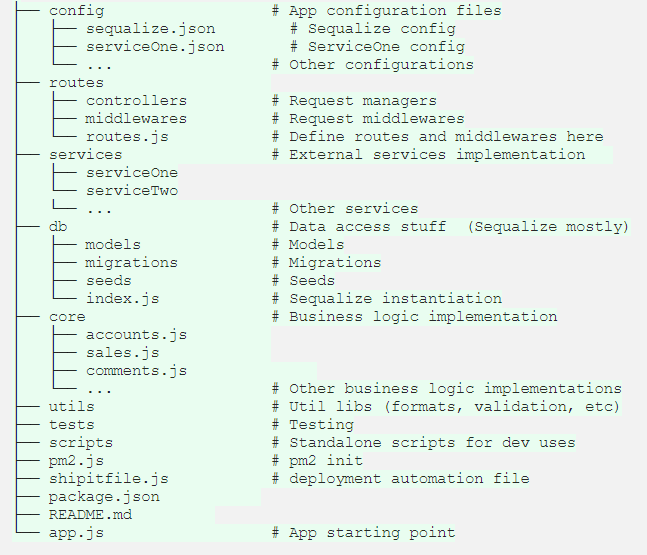 ├── config                  # App configuration files
│   ├── sequalize.json        # Sequalize config
│   ├── serviceOne.json       # ServiceOne config
│   └── ...                 # Other configurations
├── routes
│   ├── controllers         # Request managers
│   ├── middlewares         # Request middlewares
│   └── routes.js           # Define routes and middlewares here
├── services                # External services implementation
│   ├── serviceOne
│   └── serviceTwo
│   └── ...                 # Other services
├── db                      # Data access stuff  (Sequalize mostly)
│   ├── models              # Models
│   ├── migrations          # Migrations
│   ├── seeds               # Seeds
│   └── index.js            # Sequalize instantiation
├── core                    # Business logic implementation
│   ├── accounts.js
│   ├── sales.js
│   ├── comments.js
│   └── ...                 # Other business logic implementations
├── utils                   # Util libs (formats, validation, etc)
├── tests                   # Testing
├── scripts                 # Standalone scripts for dev uses
├── pm2.js                  # pm2 init
├── shipitfile.js           # deployment automation file
├── package.json
├── README.md
└── app.js                  # App starting point